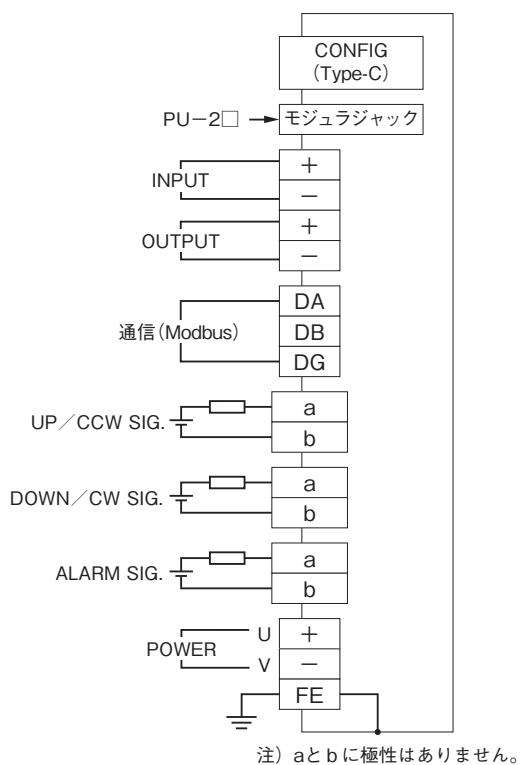 CONFIG
(Type-C)
PU－2□
モジュラジャック
INPUT
＋
－
OUTPUT
＋
－
通信(Modbus)
DA
DB
DG
UP／CCW SIG.
a
b
DOWN／CW SIG.
a
b
ALARM SIG.
a
b
POWER
U
＋
V
－
FE
注）aとbに極性はありません。